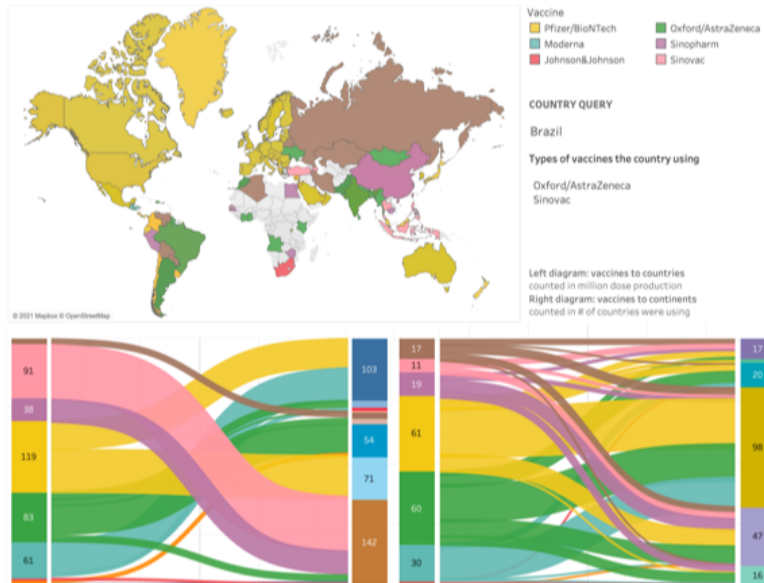 Vaccine
Pfizer/BioNTech
Oxford/AstraZeneca
Moderna
Sinopharm
Johnson&Johnson
Sinovac
COUNTRY QUERY
Brazil
Types of vaccines the country using
Oxford/AstraZeneca
Sinovac
Left diagram: vaccines to countries
counted in million dose production
Right diagram: vaccines to continents
counted in # of countries were using
© 2021 Mapbox © OpenStreetMap
91
38
119
83
61
103
54
71
142
17
11
19
61
60
30
17
20
98
47
16